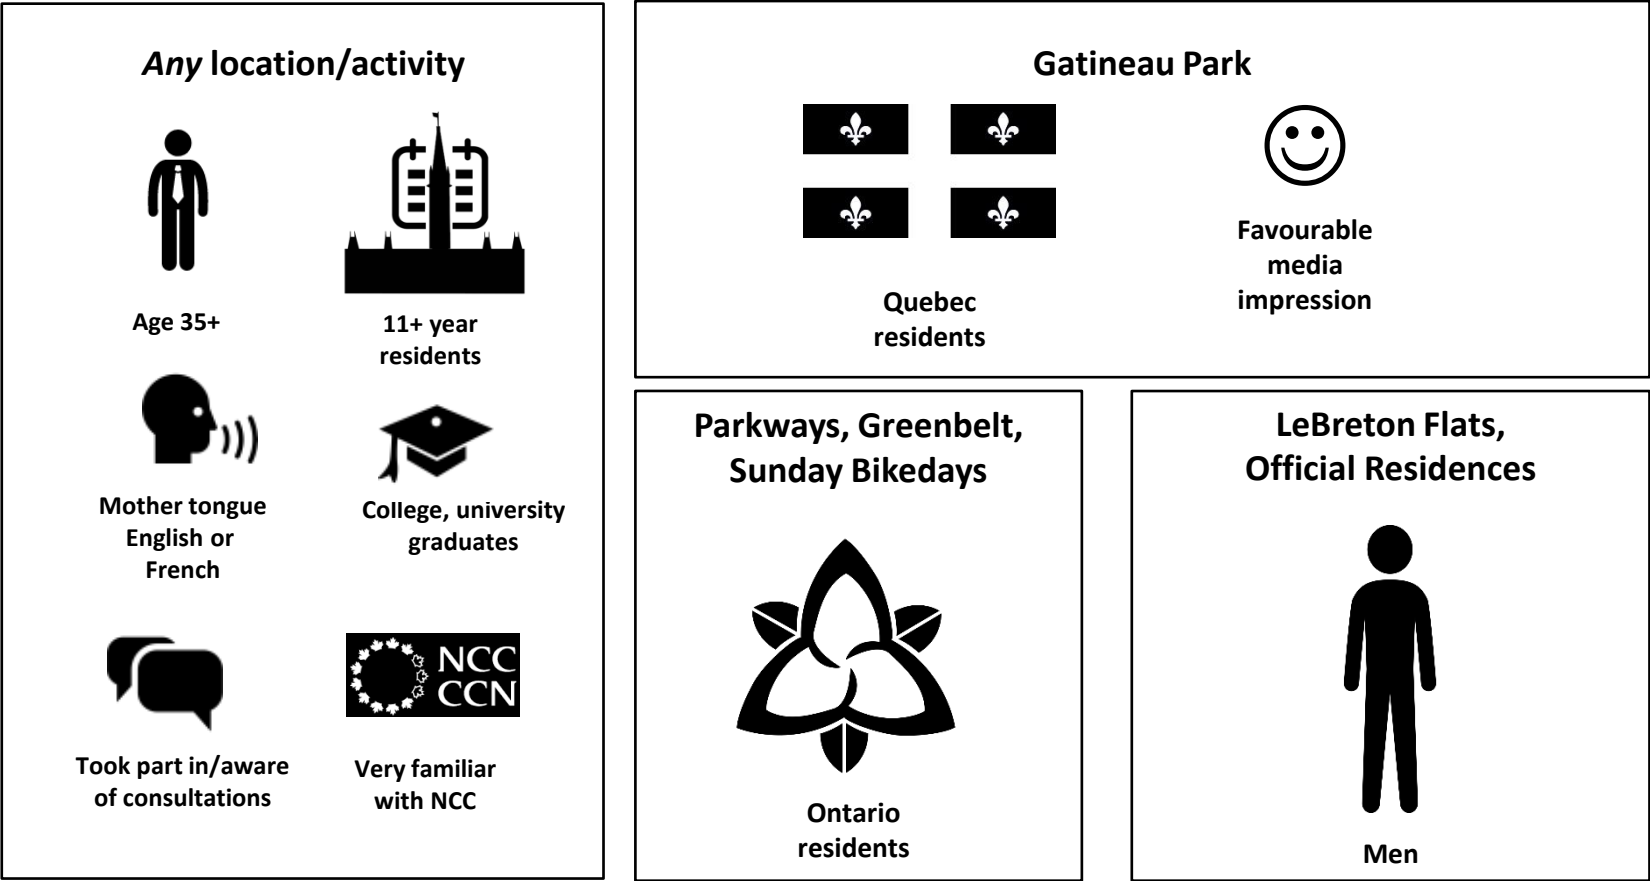 Any location/activity
Age 35+
11+ year
residents
Mother tongue
English or
French
College, university
graduates
NCC
CCN
Took part in/aware
of consultations
Very familiar
with NCC
Gatineau Park
Quebec
residents
Favourable
media
impression
Parkways, Greenbelt,
Sunday Bikedays
Ontario
residents
LeBreton Flats,
Official Residences
Men